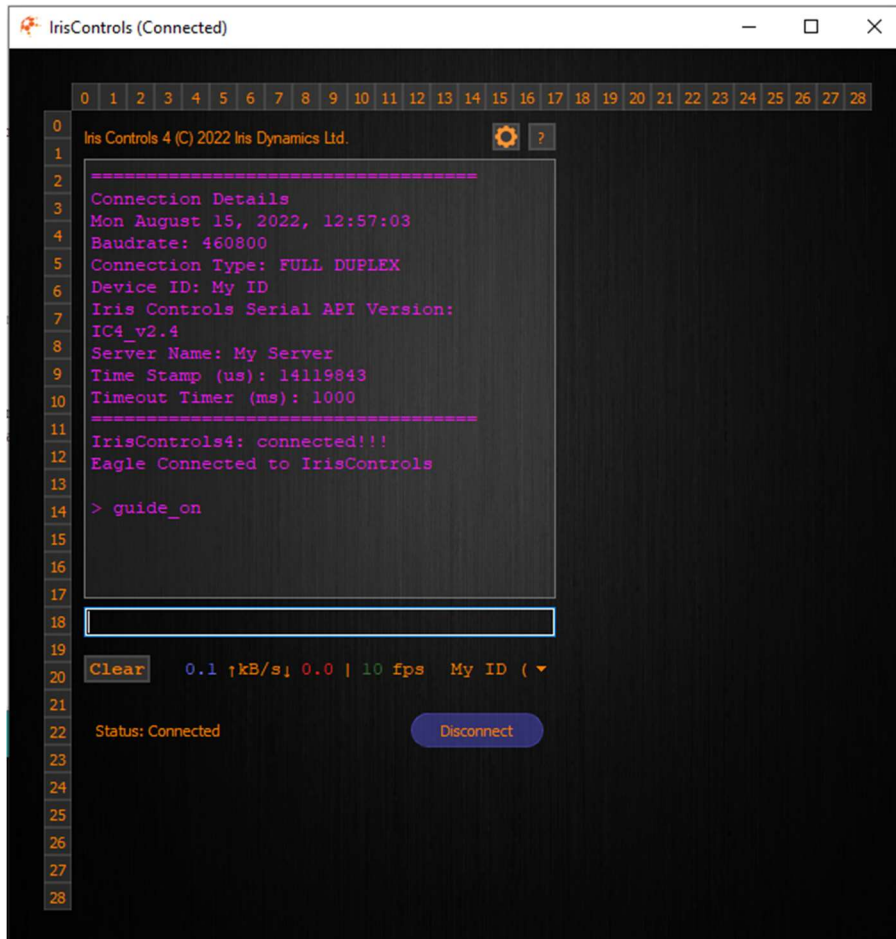 IrisControls (Connected)
0 1 2 3 4 5 6 7 8 9 10 11 12 13 14 15 16 17 18 19 20 21 22 23 24 25 26 27 28
0
1
2
3
4
5
6
7
8
9
10
11
12
13
14
15
16
17
18
19
20
21
22
23
24
25
26
27
28
Iris Controls 4 (C) 2022 Iris Dynamics Ltd.
?
===================================
Connection Details
Mon August 15, 2022, 12:57:03
Baudrate: 460800
Connection Type: FULL DUPLEX
Device ID: My ID
Iris Controls Serial API Version:
IC4_v2.4
Server Name: My Server
Time Stamp (us): 14119843
Timeout Timer (ms): 1000
===================================
IrisControls4: connected!!!
Eagle Connected to IrisControls
> guide_on
Clear 0.1 ↑kB/s↓ 0.0 | 10 fps My ID (
Status: Connected Disconnect